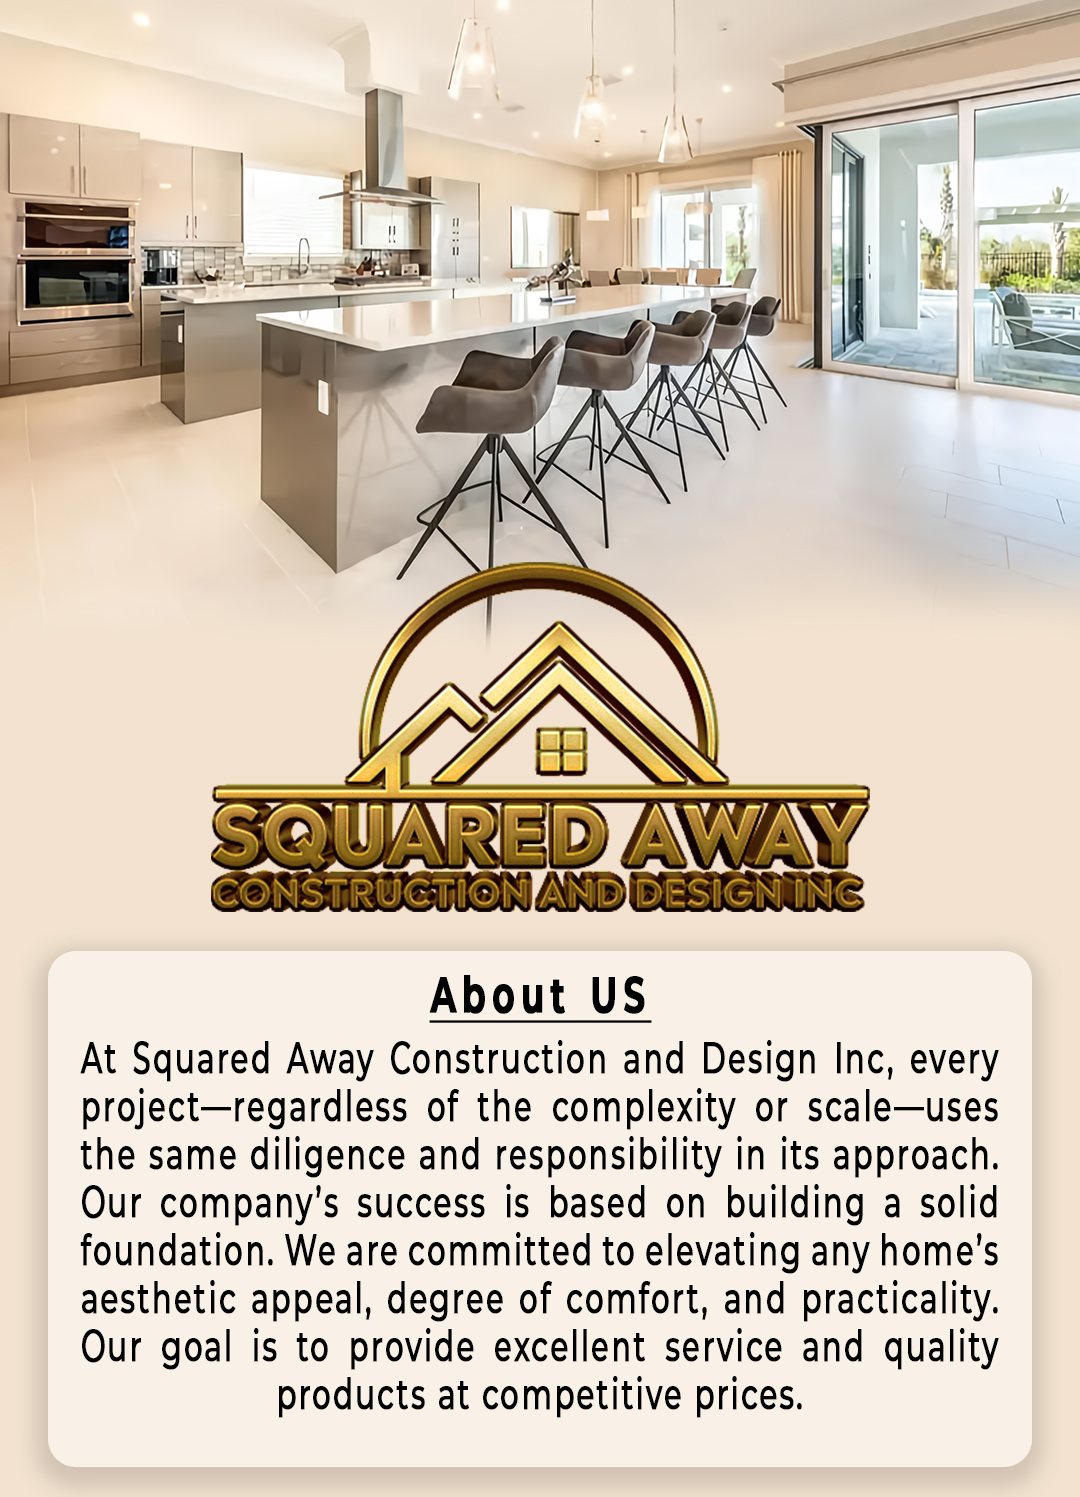 SQUARED AWAY
CONSTRUCTION AND DESIGN INC
About US
At Squared Away Construction and Design Inc, every
project—regardless of the complexity or scale—uses
the same diligence and responsibility in its approach.
Our company’s success is based on building a solid
foundation. We are committed to elevating any home’s
aesthetic appeal, degree of comfort, and practicality.
Our goal is to provide excellent service and quality
products at competitive prices.